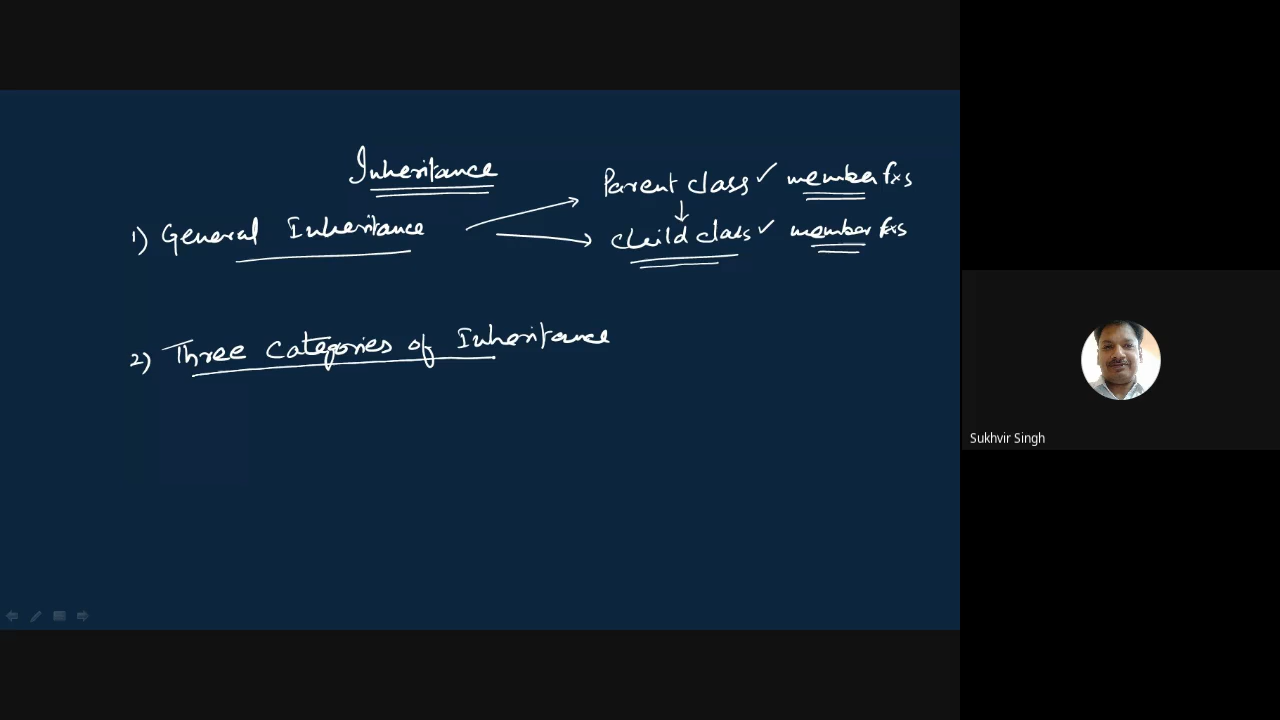 Inheritance
Parent class ✓ member fxs
1) General Inheritance
child class ✓ member fxs
2) Three Categories of Inheritance
Sukhvir Singh